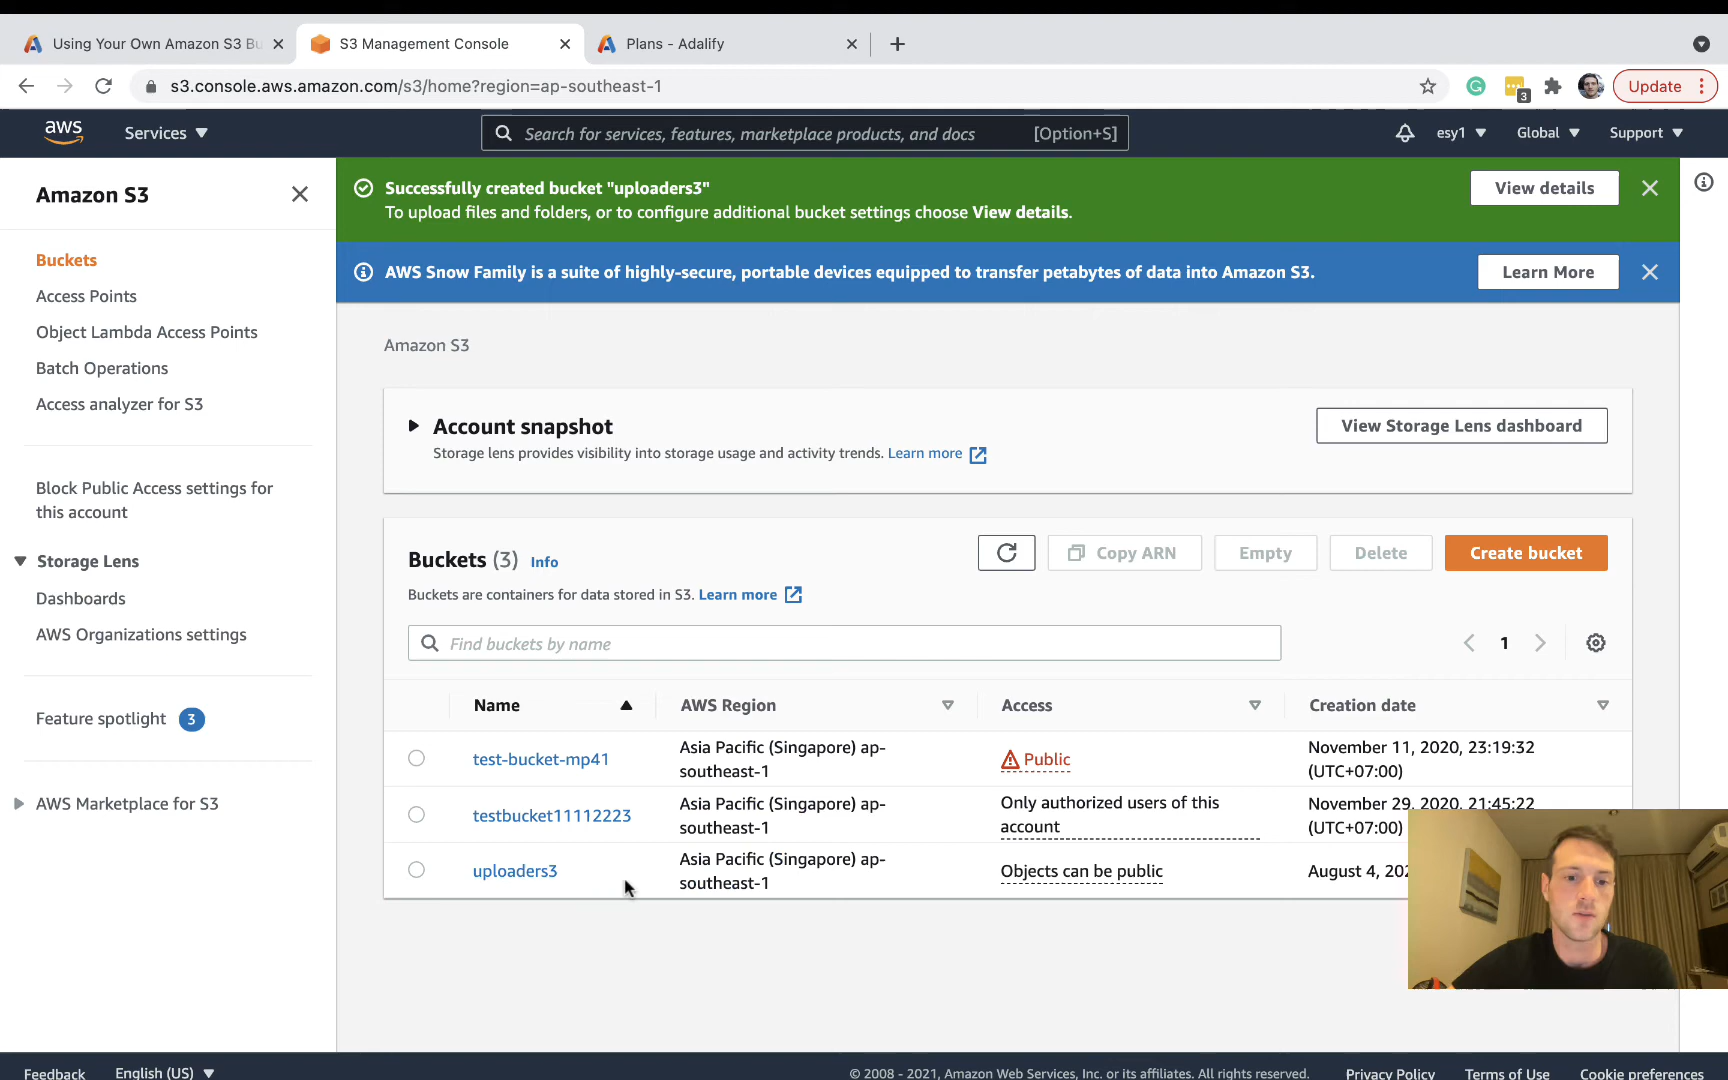 Using Your Own Amazon S3 Bu
S3 Management Console
Plans - Adalify
s3.console.aws.amazon.com/s3/home?region=ap-southeast-1
3
Update
aws
Services
Search for services, features, marketplace products, and docs
[Option+S]
esy1
Global
Support
Amazon S3
Buckets
Access Points
Object Lambda Access Points
Batch Operations
Access analyzer for S3
Block Public Access settings for
this account
Storage Lens
Dashboards
AWS Organizations settings
Feature spotlight
3
AWS Marketplace for S3
Successfully created bucket "uploaders3"
To upload files and folders, or to configure additional bucket settings choose View details.
View details
AWS Snow Family is a suite of highly-secure, portable devices equipped to transfer petabytes of data into Amazon S3.
Learn More
Amazon S3
Account snapshot
Storage lens provides visibility into storage usage and activity trends. Learn more
View Storage Lens dashboard
Buckets (3) Info
Copy ARN
Empty
Delete
Create bucket
Buckets are containers for data stored in S3. Learn more
Find buckets by name
1
Name
AWS Region
Access
Creation date
test-bucket-mp41
Asia Pacific (Singapore) ap-
southeast-1
Public
November 11, 2020, 23:19:32
(UTC+07:00)
testbucket11112223
Asia Pacific (Singapore) ap-
southeast-1
Only authorized users of this
account
November 29, 2020, 21:45:22
(UTC+07:00)
uploaders3
Asia Pacific (Singapore) ap-
southeast-1
Objects can be public
August 4, 202
Feedback
English (US)
© 2008 - 2021, Amazon Web Services, Inc. or its affiliates. All rights reserved.
Privacy Policy
Terms of Use
Cookie preferences